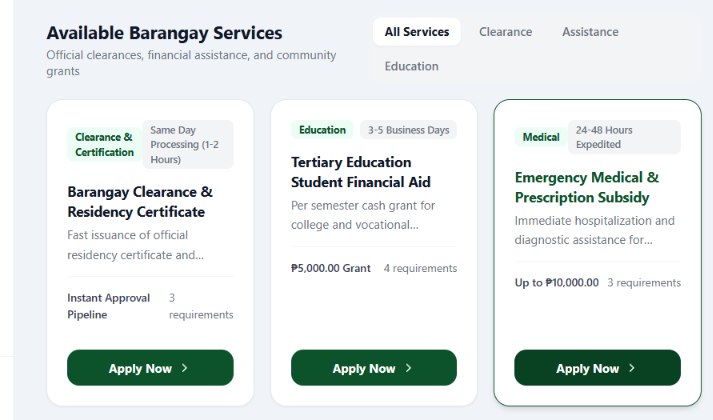 Available Barangay Services
Official clearances, financial assistance, and community
grants
All Services
Clearance
Assistance
Education
Clearance &
Certification
Same Day
Processing (1-2
Hours)
Barangay Clearance &
Residency Certificate
Fast issuance of official
residency certificate and...
Instant Approval
Pipeline
3
requirements
Apply Now
Education
3-5 Business Days
Tertiary Education
Student Financial Aid
Per semester cash grant for
college and vocational...
₱5,000.00 Grant
4 requirements
Apply Now
Medical
24-48 Hours
Expedited
Emergency Medical &
Prescription Subsidy
Immediate hospitalization and
diagnostic assistance for...
Up to ₱10,000.00
3 requirements
Apply Now